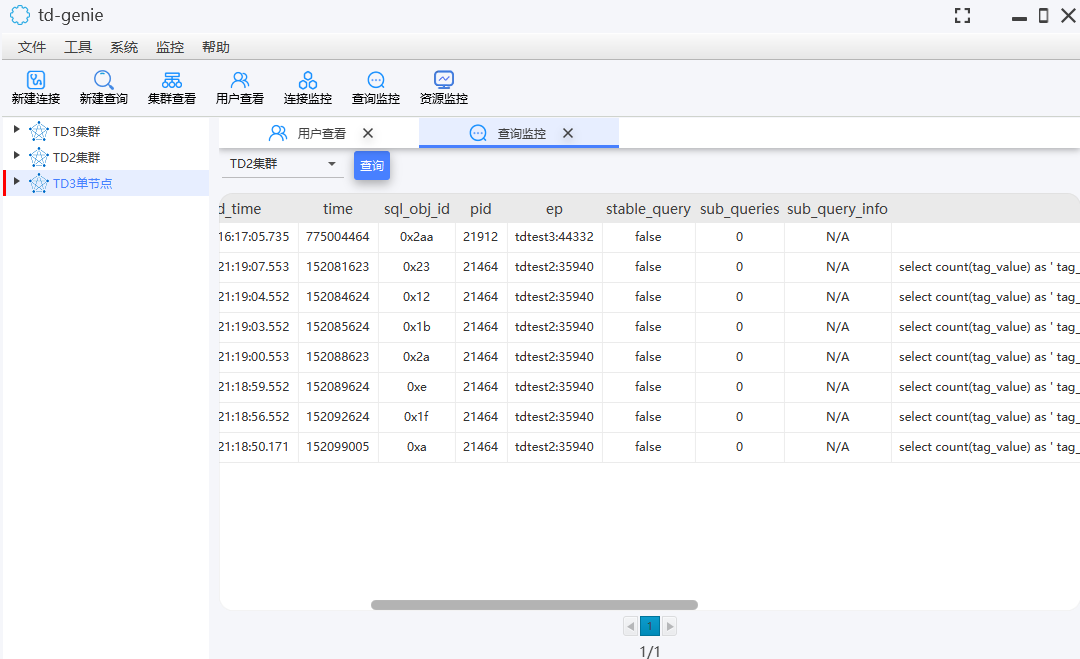 td-genie
文件 工具 系统 监控 帮助
新建连接 新建查询 集群查看 用户查看 连接监控 查询监控 资源监控
TD3集群
TD2集群
TD3单节点
用户查看 查询监控
TD2集群 查询
d_time time sql_obj_id pid ep stable_query sub_queries sub_query_info
16:17:05.735 775004464 0x2aa 21912 tdtest3:44332 false 0 N/A
21:19:07.553 152081623 0x23 21464 tdtest2:35940 false 0 N/A select count(tag_value) as ' tag_
21:19:04.552 152084624 0x12 21464 tdtest2:35940 false 0 N/A select count(tag_value) as ' tag_
21:19:03.552 152085624 0x1b 21464 tdtest2:35940 false 0 N/A select count(tag_value) as ' tag_
21:19:00.553 152088623 0x2a 21464 tdtest2:35940 false 0 N/A select count(tag_value) as ' tag_
21:18:59.552 152089624 0xe 21464 tdtest2:35940 false 0 N/A select count(tag_value) as ' tag_
21:18:56.552 152092624 0x1f 21464 tdtest2:35940 false 0 N/A select count(tag_value) as ' tag_
21:18:50.171 152099005 0xa 21464 tdtest2:35940 false 0 N/A select count(tag_value) as ' tag_
1
1/1